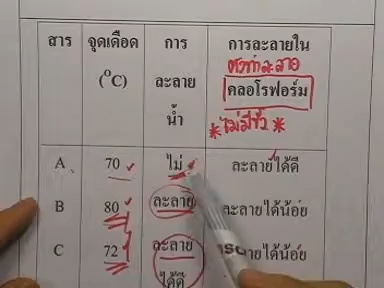 สาร จุดเดือด การ การละลายใน
(°C) ละลาย ตัวทำละลาย
น้ำ คลอโรฟอร์ม
*ไม่มีขั้ว*
A 70 ไม่ ละลายได้ดี
B 80 ละลาย ละลายได้น้อย
C 72 ละลาย ายได้น้อย
ได้ดี